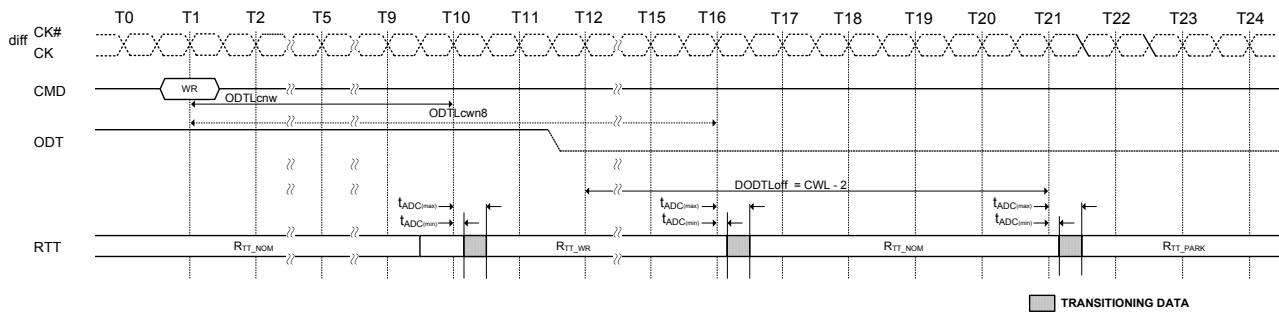 T0 T1 T2 T5 T9 T10 T11 T12 T15 T16 T17 T18 T19 T20 T21 T22 T23 T24
diff CK#
CK
CMD WR
ODTLcnw
ODTLcwn8
ODT
DODTLoff = CWL - 2
tADC(max) tADC(max) tADC(max)
tADC(min) tADC(min) tADC(min)
RTT RTT_NOM RTT_WR RTT_NOM RTT_PARK
TRANSITIONING DATA